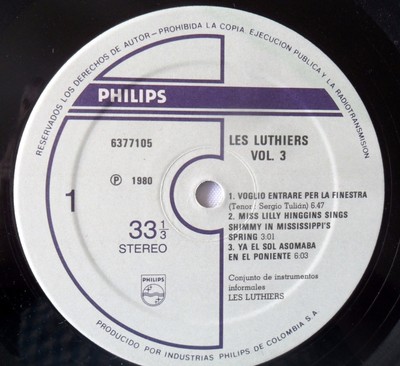 RESERVADOS LOS DERECHOS DE AUTOR - PROHIBIDA LA COPIA, EJECUCION PUBLICA Y LA RADIOTRANSMISION
PHILIPS
6377105
LES LUTHIERS
VOL. 3
Ⓟ 1980
1
33 1/3
STEREO
1. VOGLIO ENTRARE PER LA FINESTRA
(Tenor: Sergio Tulián) 6.47
2. MISS LILLY HINGGINS SINGS
SHIMMY IN MISSISSIPPI'S
SPRING 3.01
3. YA EL SOL ASOMABA
EN EL PONIENTE 6:03
Conjunto de instrumentos
informales
LES LUTHIERS
PHILIPS
PRODUCIDO POR INDUSTRIAS PHILIPS DE COLOMBIA S.A.